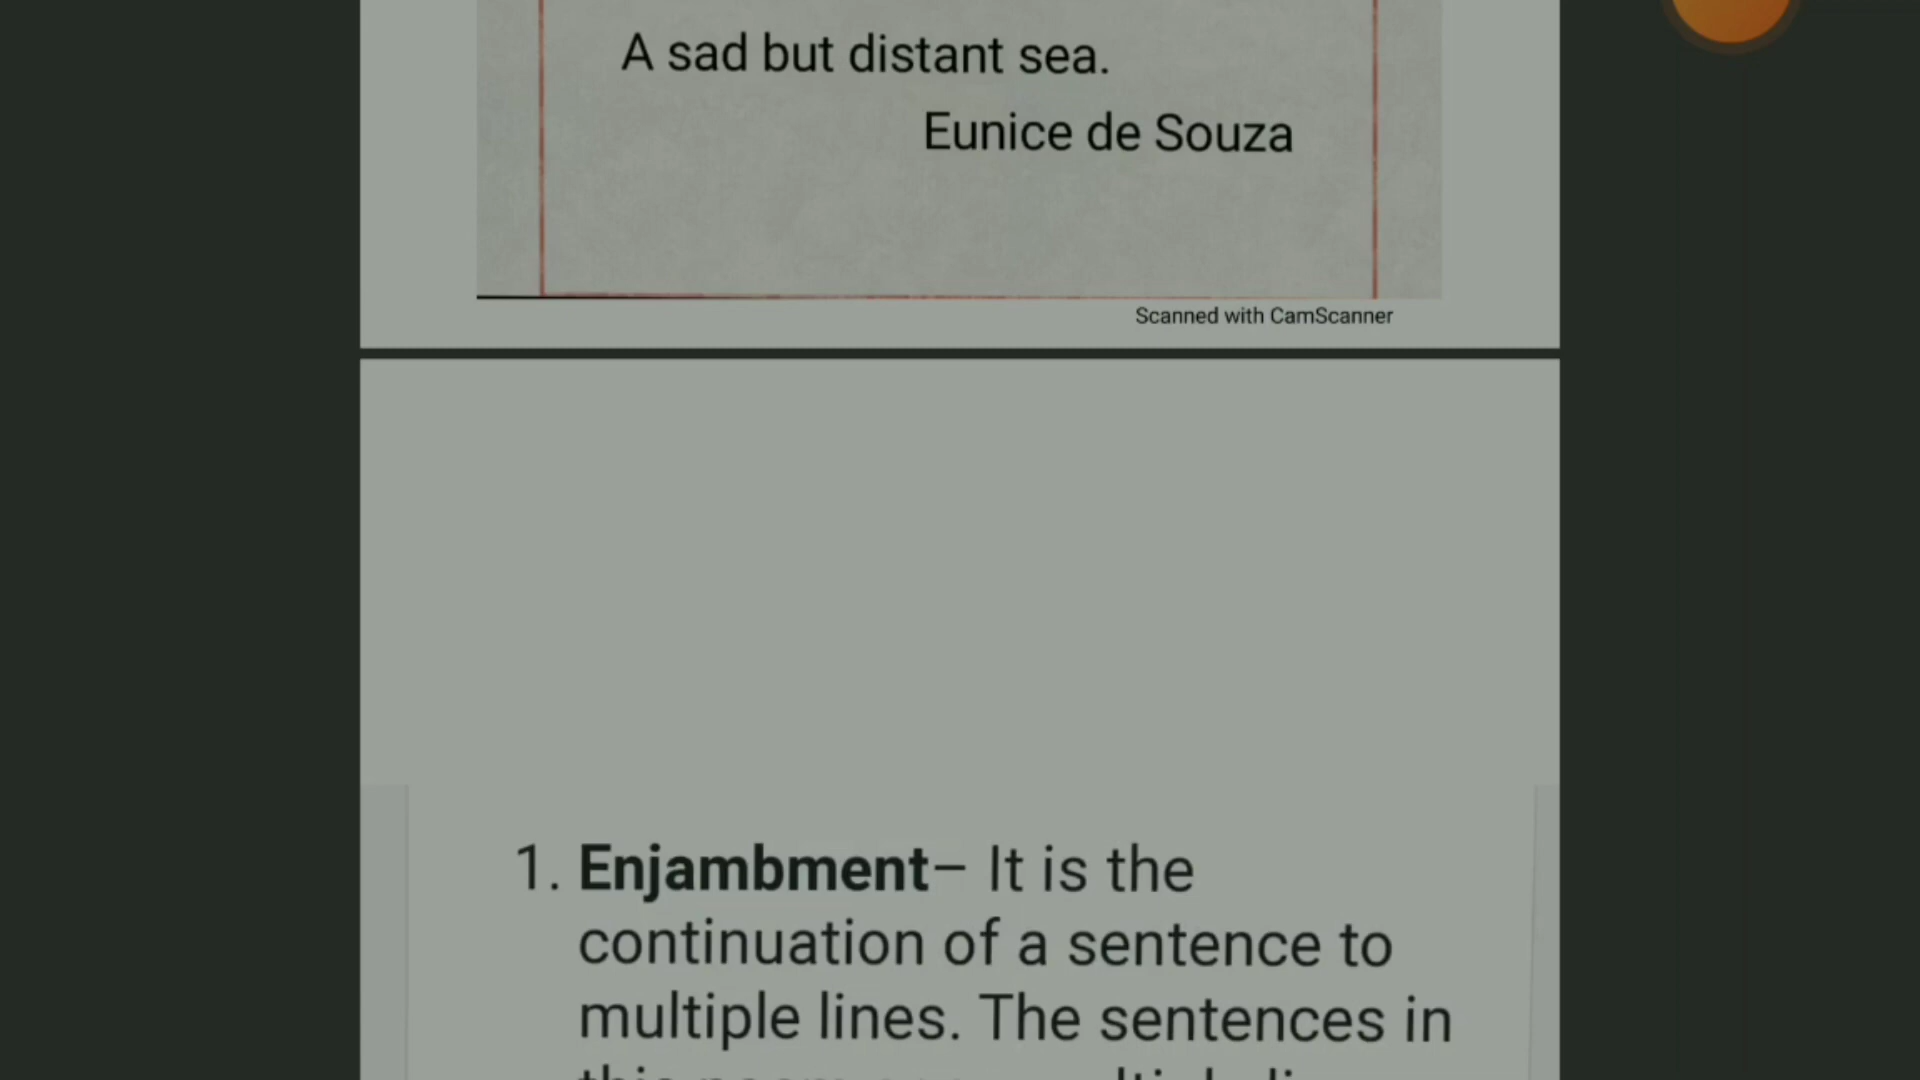 A sad but distant sea.
Eunice de Souza
Scanned with CamScanner
1. Enjambment– It is the
continuation of a sentence to
multiple lines. The sentences in